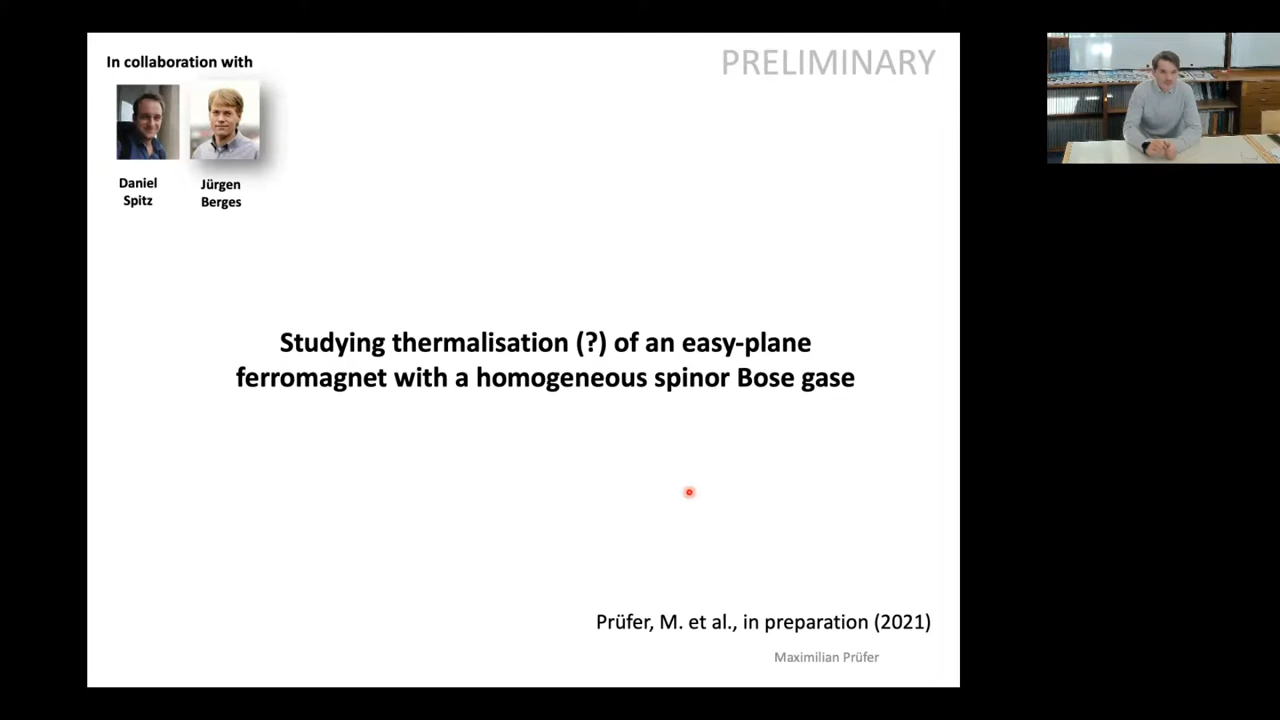 In collaboration with
PRELIMINARY
Daniel
Spitz
Jürgen
Berges
Studying thermalisation (?) of an easy-plane
ferromagnet with a homogeneous spinor Bose gase
Prüfer, M. et al., in preparation (2021)
Maximilian Prüfer